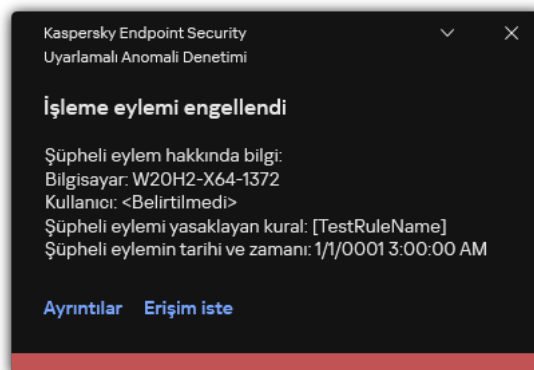 Kaspersky Endpoint Security
Uyarlamalı Anomali Denetimi
İşleme eylemi engellendi
Şüpheli eylem hakkında bilgi:
Bilgisayar: W20H2-X64-1372
Kullanıcı: <Belirtilmedi>
Şüpheli eylemi yasaklayan kural: [TestRuleName]
Şüpheli eylemin tarihi ve zamanı: 1/1/0001 3:00:00 AM
Ayrıntılar Erişim iste